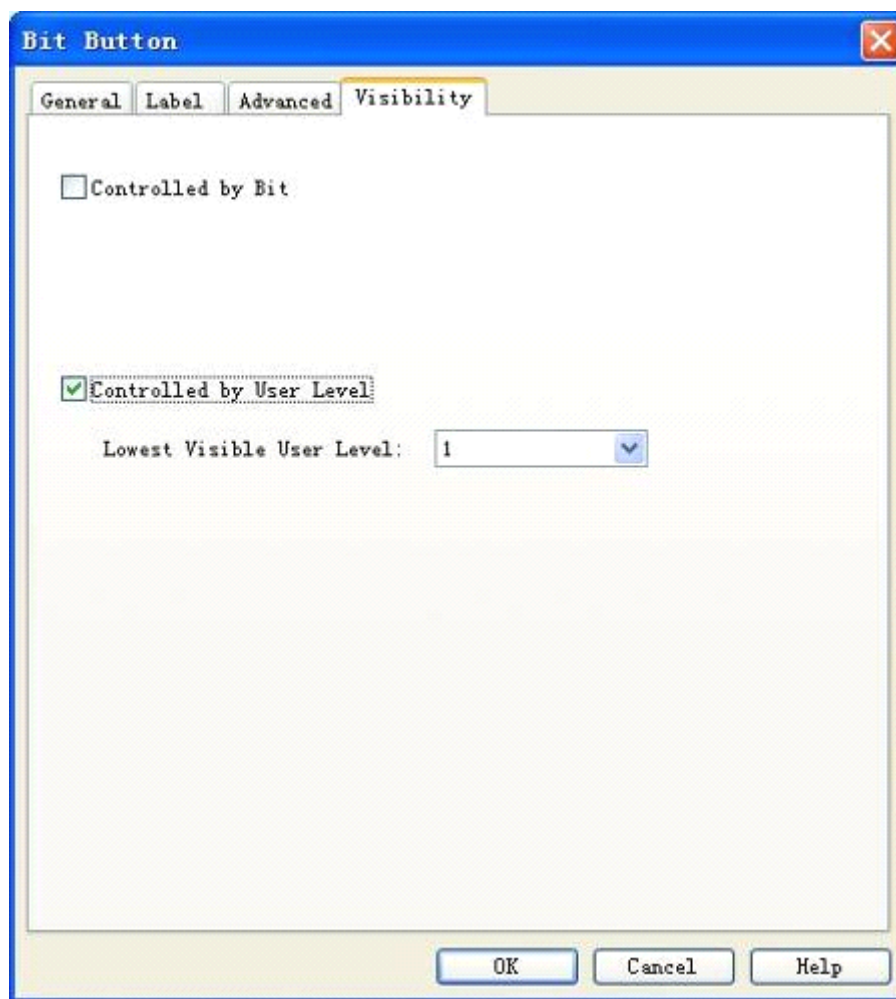 Bit Button
General Label Advanced Visibility
Controlled by Bit
Controlled by User Level
Lowest Visible User Level: 1
OK Cancel Help